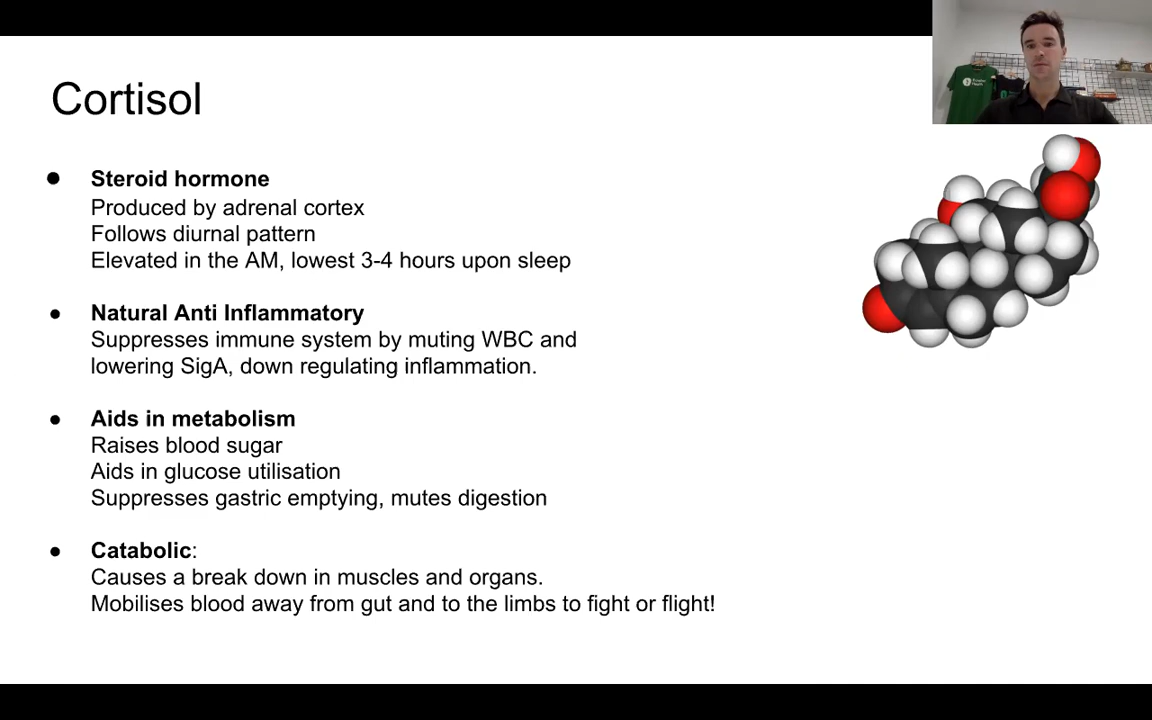 Cortisol
● Steroid hormone
Produced by adrenal cortex
Follows diurnal pattern
Elevated in the AM, lowest 3-4 hours upon sleep
● Natural Anti Inflammatory
Suppresses immune system by muting WBC and
lowering SigA, down regulating inflammation.
● Aids in metabolism
Raises blood sugar
Aids in glucose utilisation
Suppresses gastric emptying, mutes digestion
● Catabolic:
Causes a break down in muscles and organs.
Mobilises blood away from gut and to the limbs to fight or flight!